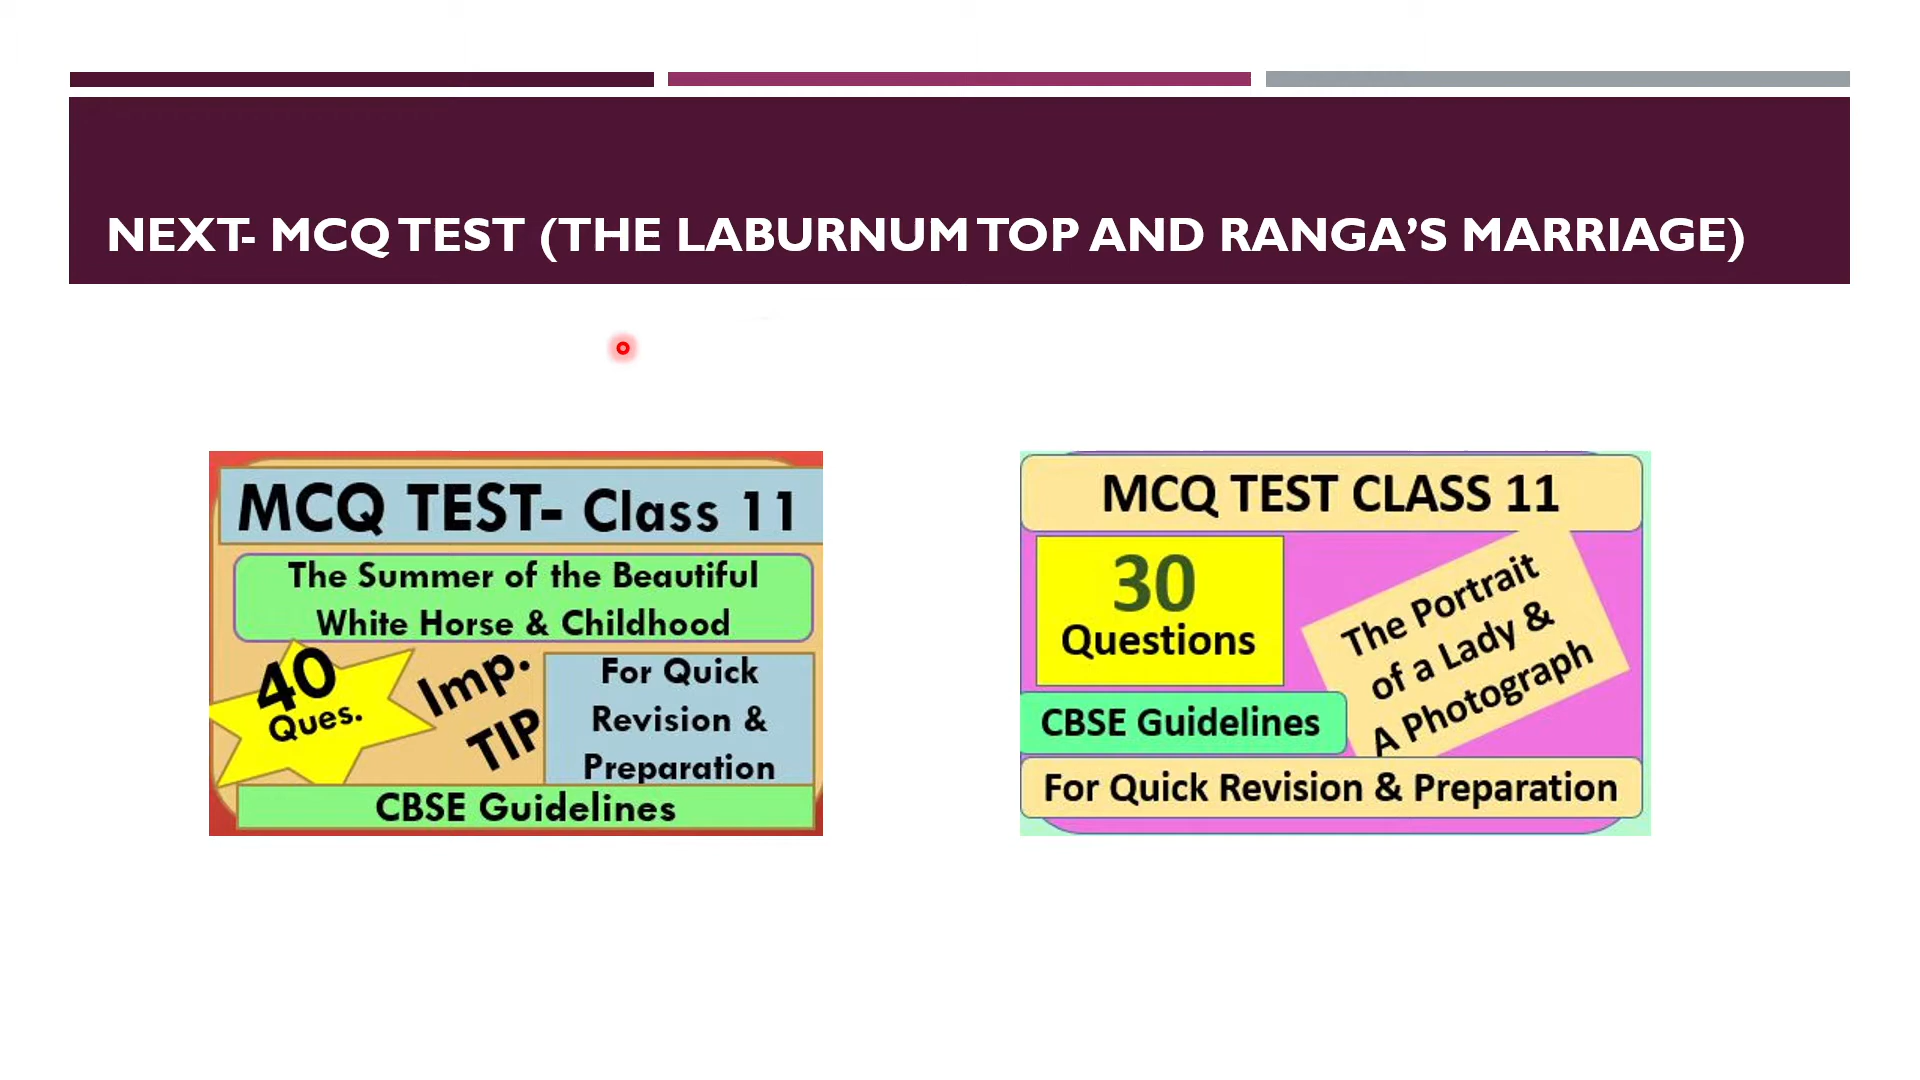 NEXT- MCQ TEST (THE LABURNUM TOP AND RANGA’S MARRIAGE)
MCQ TEST- Class 11
The Summer of the Beautiful
White Horse & Childhood
40
Ques.
Imp.
TIP
For Quick
Revision &
Preparation
CBSE Guidelines
MCQ TEST CLASS 11
30
Questions
The Portrait
of a Lady &
A Photograph
CBSE Guidelines
For Quick Revision & Preparation